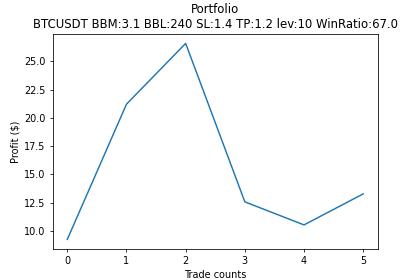 Portfolio
BTCUSDT BBM:3.1 BBL:240 SL:1.4 TP:1.2 lev:10 WinRatio:67.0
Profit ($)
25.0
22.5
20.0
17.5
15.0
12.5
10.0
0 1 2 3 4 5
Trade counts